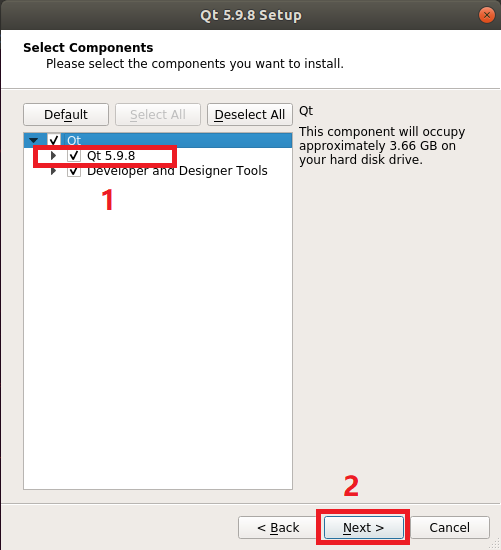 Qt 5.9.8 Setup
Select Components
Please select the components you want to install.
Default
Select All
Deselect All
Qt
Qt
This component will occupy
approximately 3.66 GB on
your hard disk drive.
Qt 5.9.8
Developer and Designer Tools
1
2
< Back
Next >
Cancel